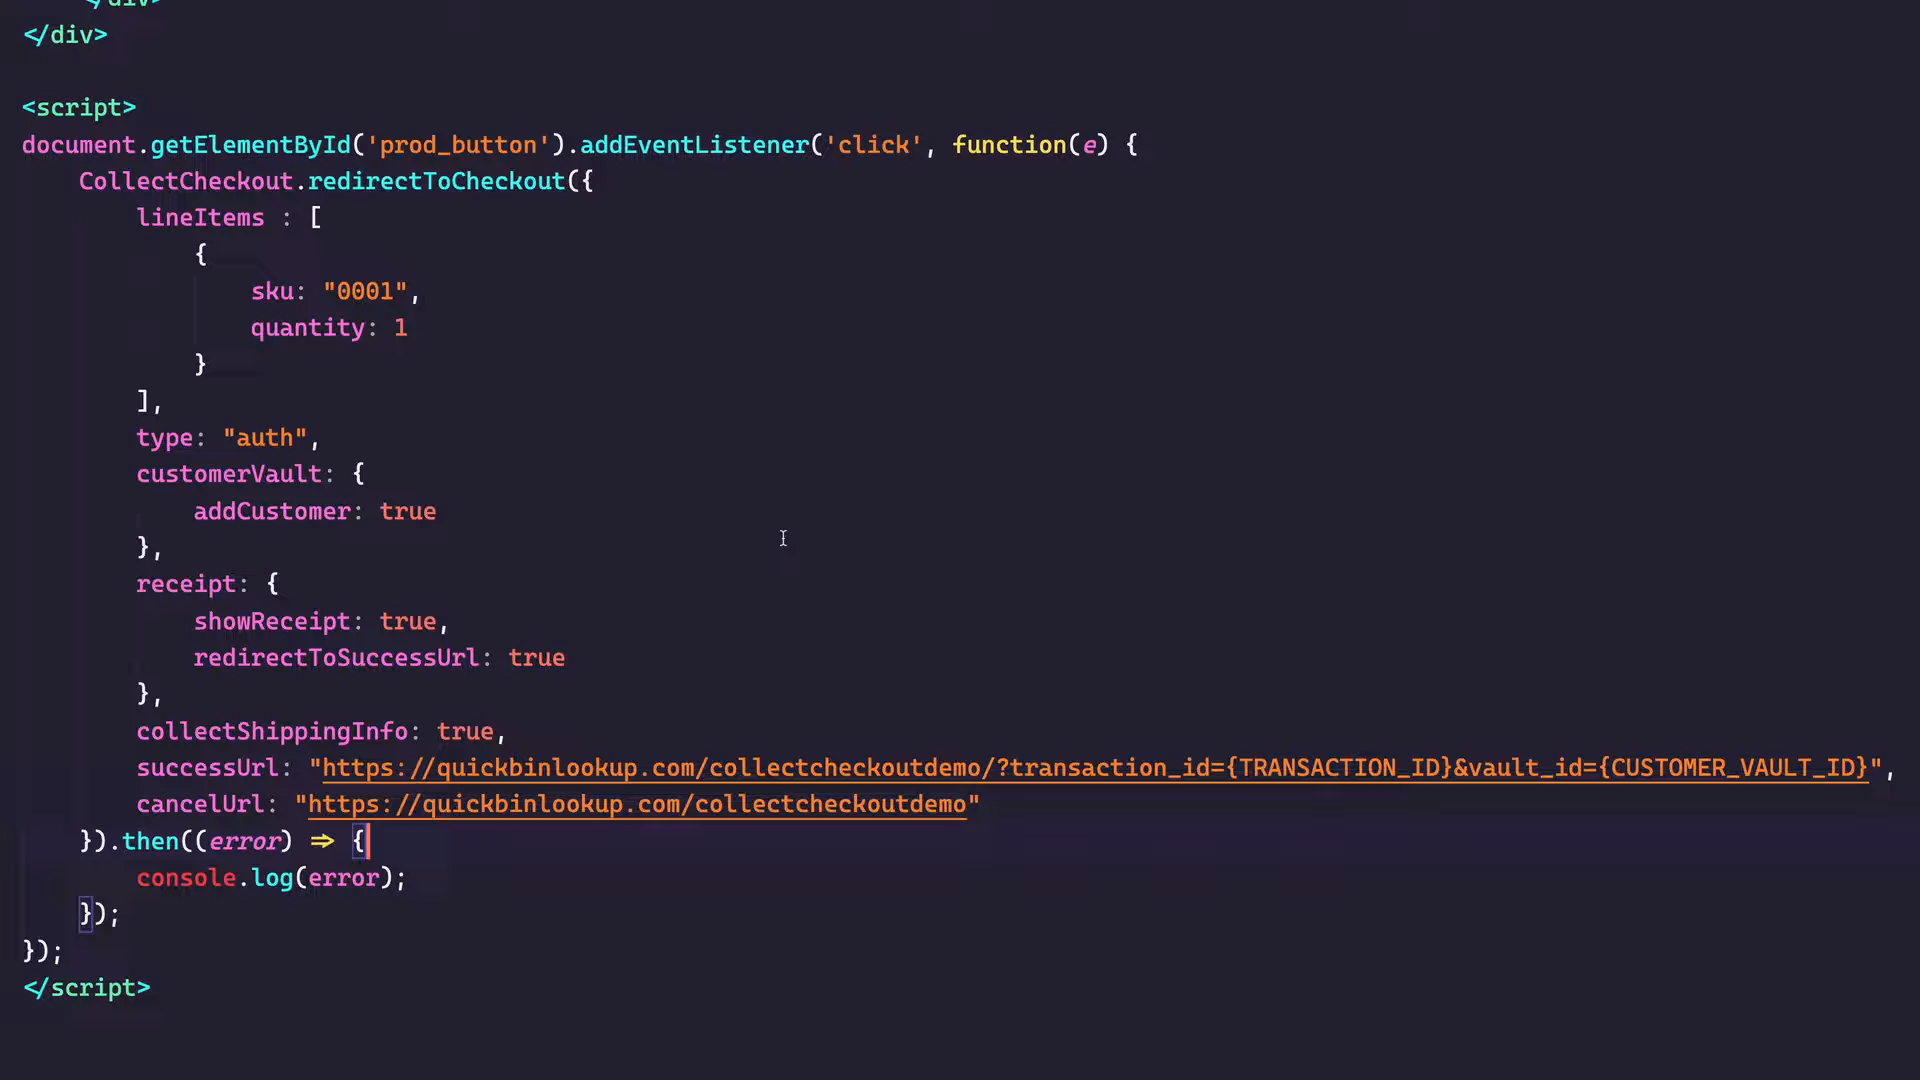 </div>
</div>
<script>
document.getElementById('prod_button').addEventListener('click', function(e) {
    CollectCheckout.redirectToCheckout({
        lineItems : [
            {
                sku: "0001",
                quantity: 1
            }
        ],
        type: "auth",
        customerVault: {
            addCustomer: true
        },
        receipt: {
            showReceipt: true,
            redirectToSuccessUrl: true
        },
        collectShippingInfo: true,
        successUrl: "https://quickbinlookup.com/collectcheckoutdemo/?transaction_id={TRANSACTION_ID}&vault_id={CUSTOMER_VAULT_ID}",
        cancelUrl: "https://quickbinlookup.com/collectcheckoutdemo"
    }).then((error) => {
        console.log(error);
    });
});
</script>